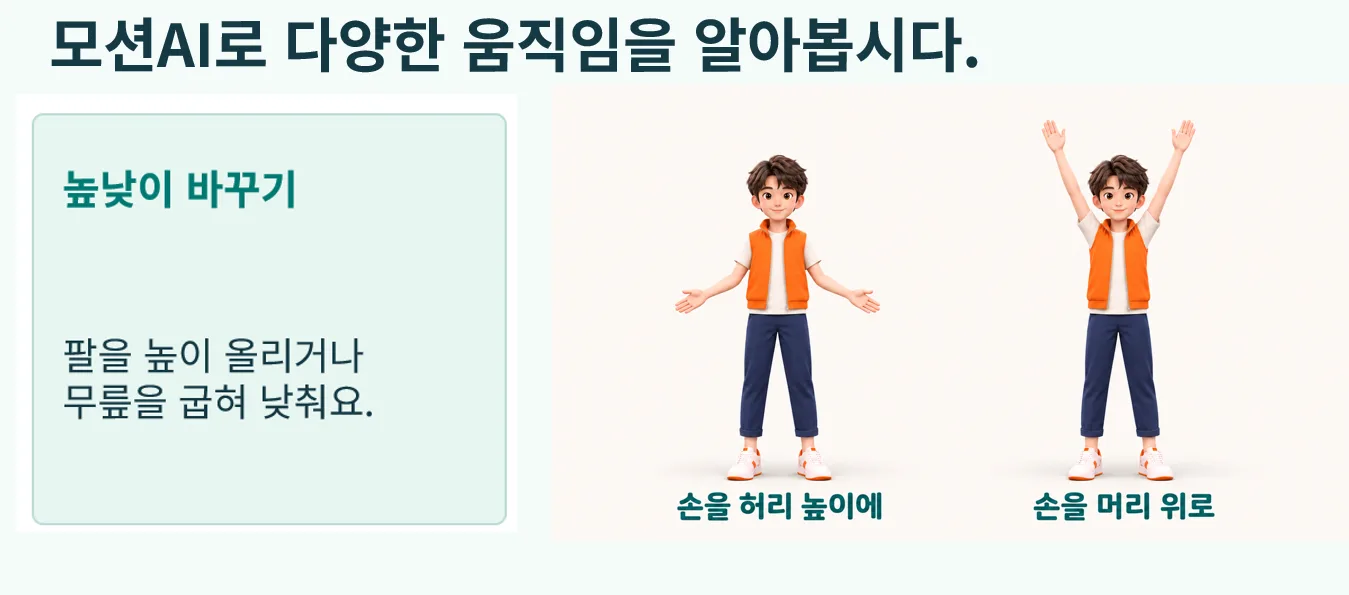 모션AI로 다양한 움직임을 알아봅시다.
높낮이 바꾸기
팔을 높이 올리거나
무릎을 굽혀 낮춰요.
손을 허리 높이에
손을 머리 위로